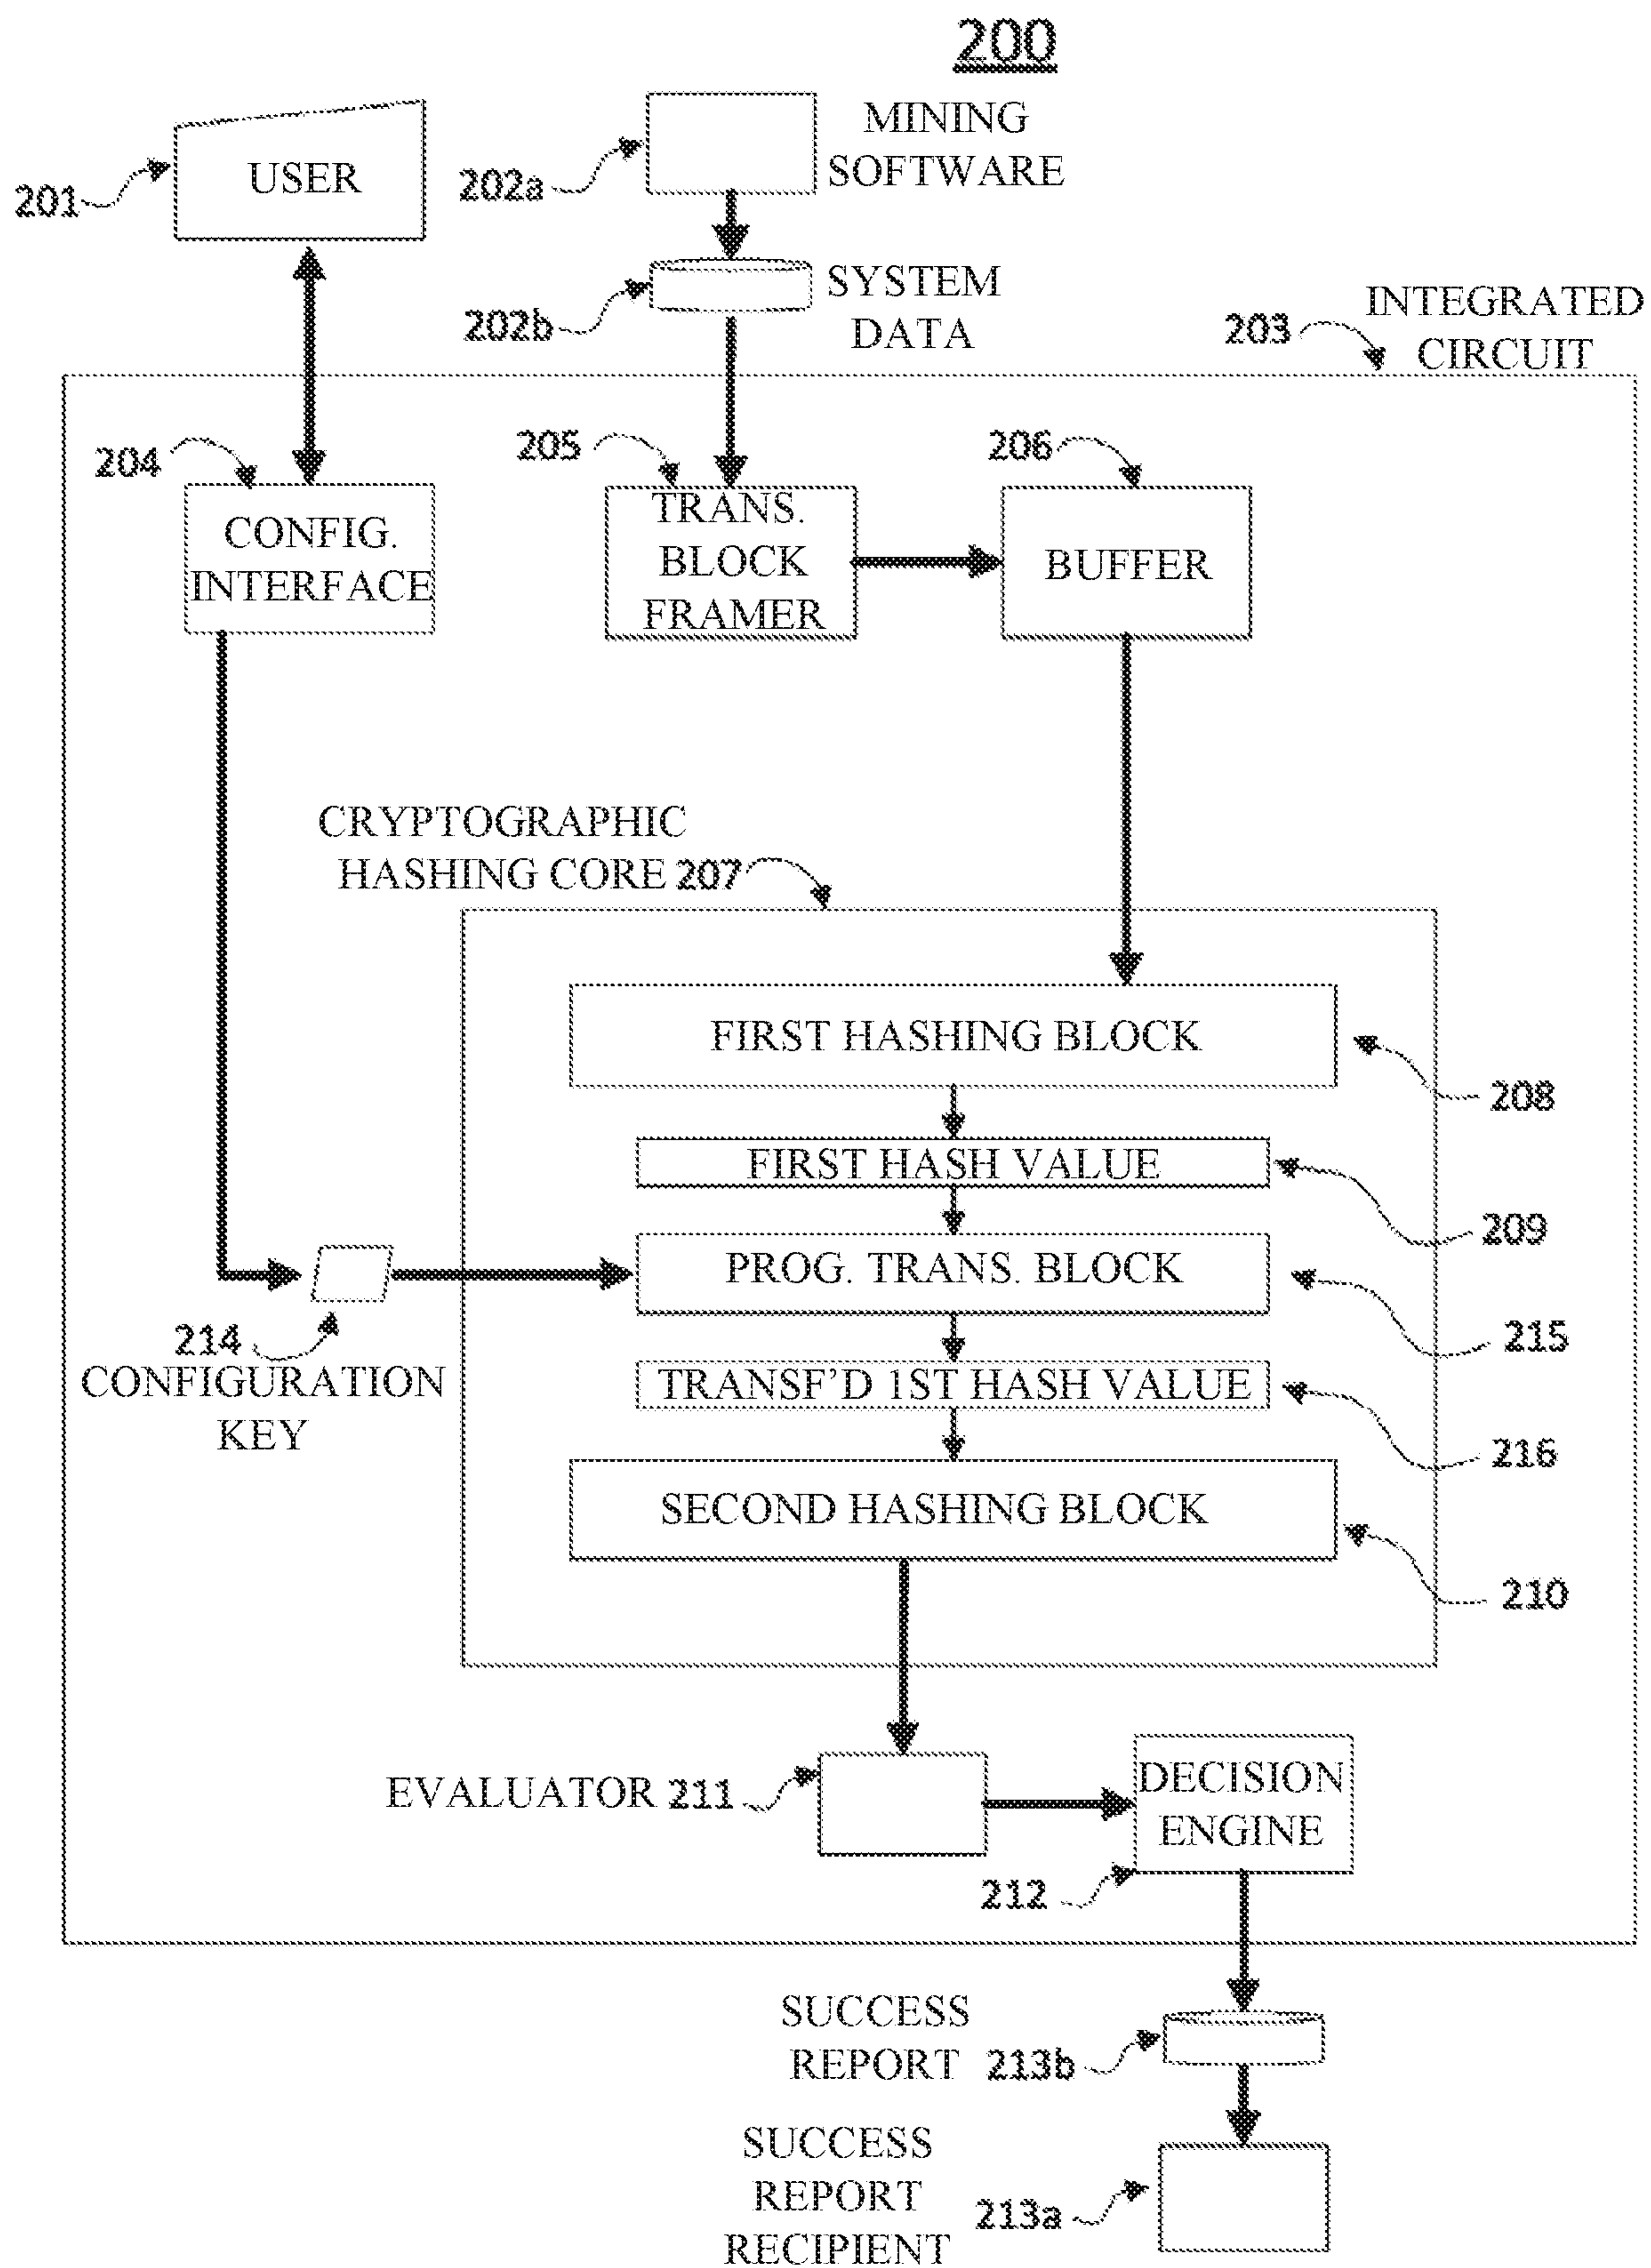 200
USER
201
MINING
SOFTWARE
202a
SYSTEM
DATA
202b
INTEGRATED
CIRCUIT
203
204
CONFIG.
INTERFACE
205
TRANS.
BLOCK
FRAMER
206
BUFFER
CRYPTOGRAPHIC
HASHING CORE 207
FIRST HASHING BLOCK
208
FIRST HASH VALUE
209
PROG. TRANS. BLOCK
215
214
CONFIGURATION
KEY
TRANSF'D 1ST HASH VALUE
216
SECOND HASHING BLOCK
210
EVALUATOR 211
DECISION
ENGINE
212
SUCCESS
REPORT 213b
SUCCESS
REPORT
RECIPIENT
213a